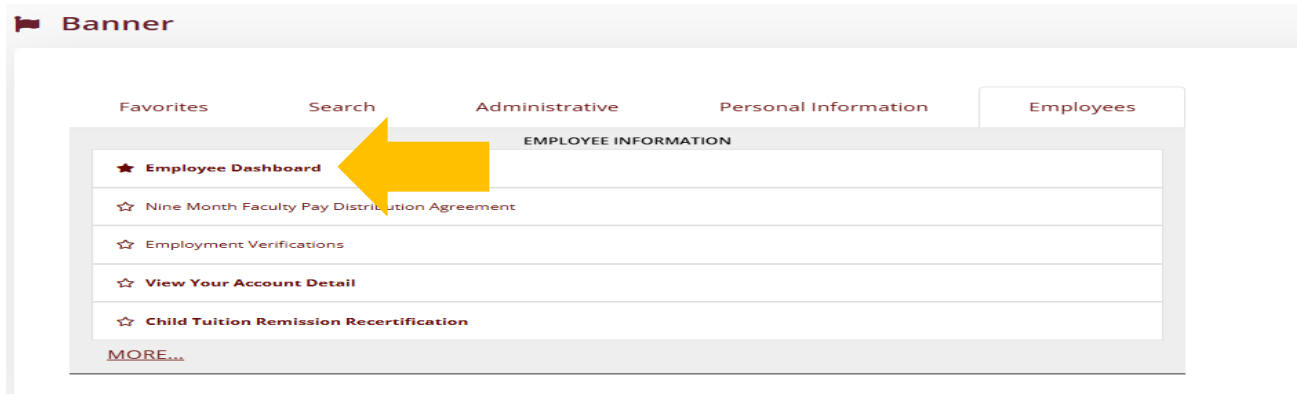 Banner
Favorites Search Administrative Personal Information Employees
EMPLOYEE INFORMATION
Employee Dashboard
Nine Month Faculty Pay Distribution Agreement
Employment Verifications
View Your Account Detail
Child Tuition Remission Recertification
MORE...